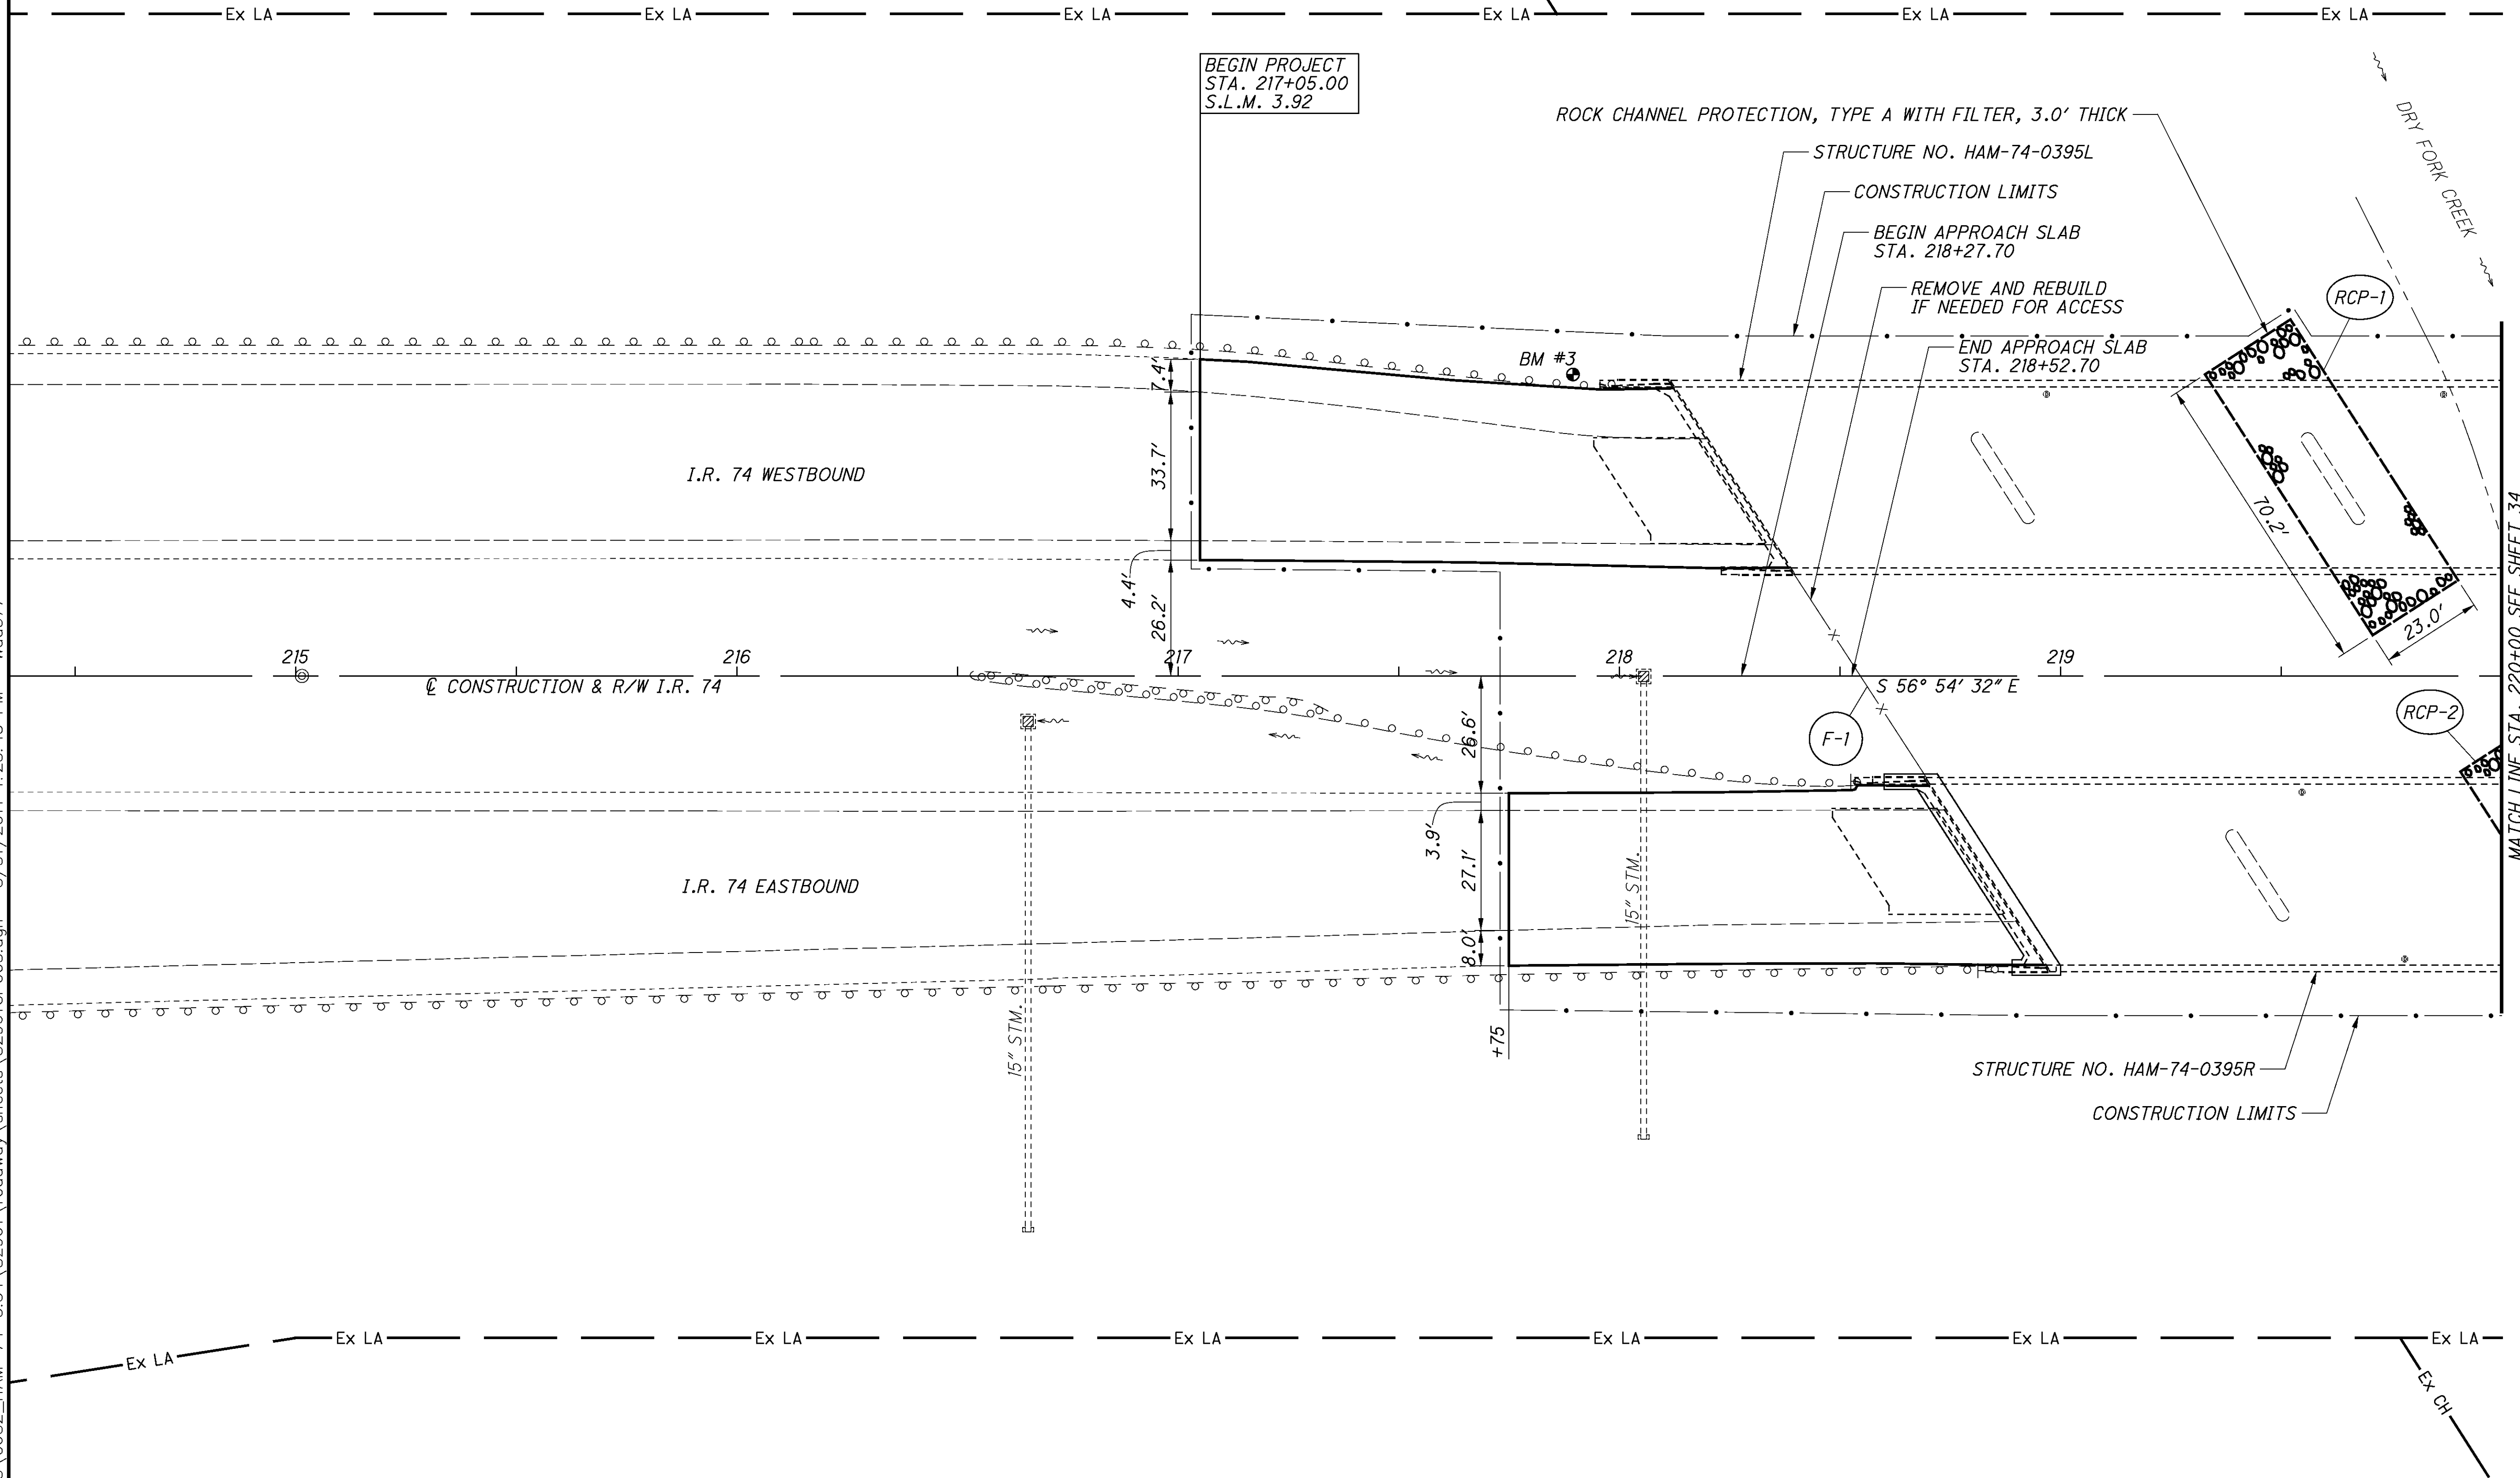 Ex LA
Ex LA
Ex LA
Ex LA
Ex LA
Ex LA
BEGIN PROJECT
STA. 217+05.00
S.L.M. 3.92
ROCK CHANNEL PROTECTION, TYPE A WITH FILTER, 3.0' THICK
STRUCTURE NO. HAM-74-0395L
CONSTRUCTION LIMITS
BEGIN APPROACH SLAB
STA. 218+27.70
REMOVE AND REBUILD
IF NEEDED FOR ACCESS
END APPROACH SLAB
STA. 218+52.70
DRY FORK CREEK
RCP-1
BM #3
7.4'
33.7'
4.4'
26.2'
I.R. 74 WESTBOUND
70.2'
23.0'
215
216
217
218
219
℄ CONSTRUCTION & R/W I.R. 74
S 56° 54' 32" E
F-1
RCP-2
MATCH LINE STA. 220+00 SEE SHEET 34
26.6'
3.9'
27.1'
8.0'
I.R. 74 EASTBOUND
15" STM.
15" STM.
+75
STRUCTURE NO. HAM-74-0395R
CONSTRUCTION LIMITS
Ex LA
Ex LA
Ex LA
Ex LA
Ex LA
Ex LA
Ex LA
Ex CH